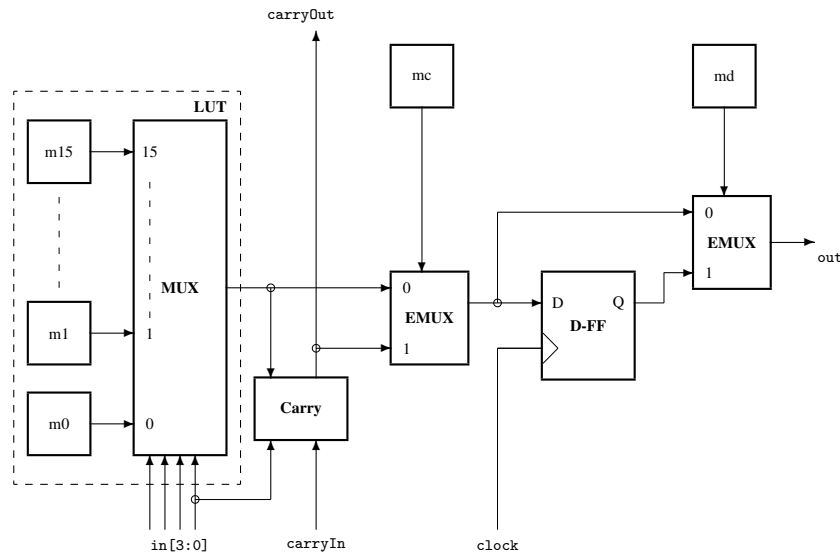 carryOut
mc
md
LUT
m15
15
0
EMUX
1
out
MUX
0
EMUX
1
D
Q
D-FF
m1
1
Carry
m0
0
in[3:0]
carryIn
clock